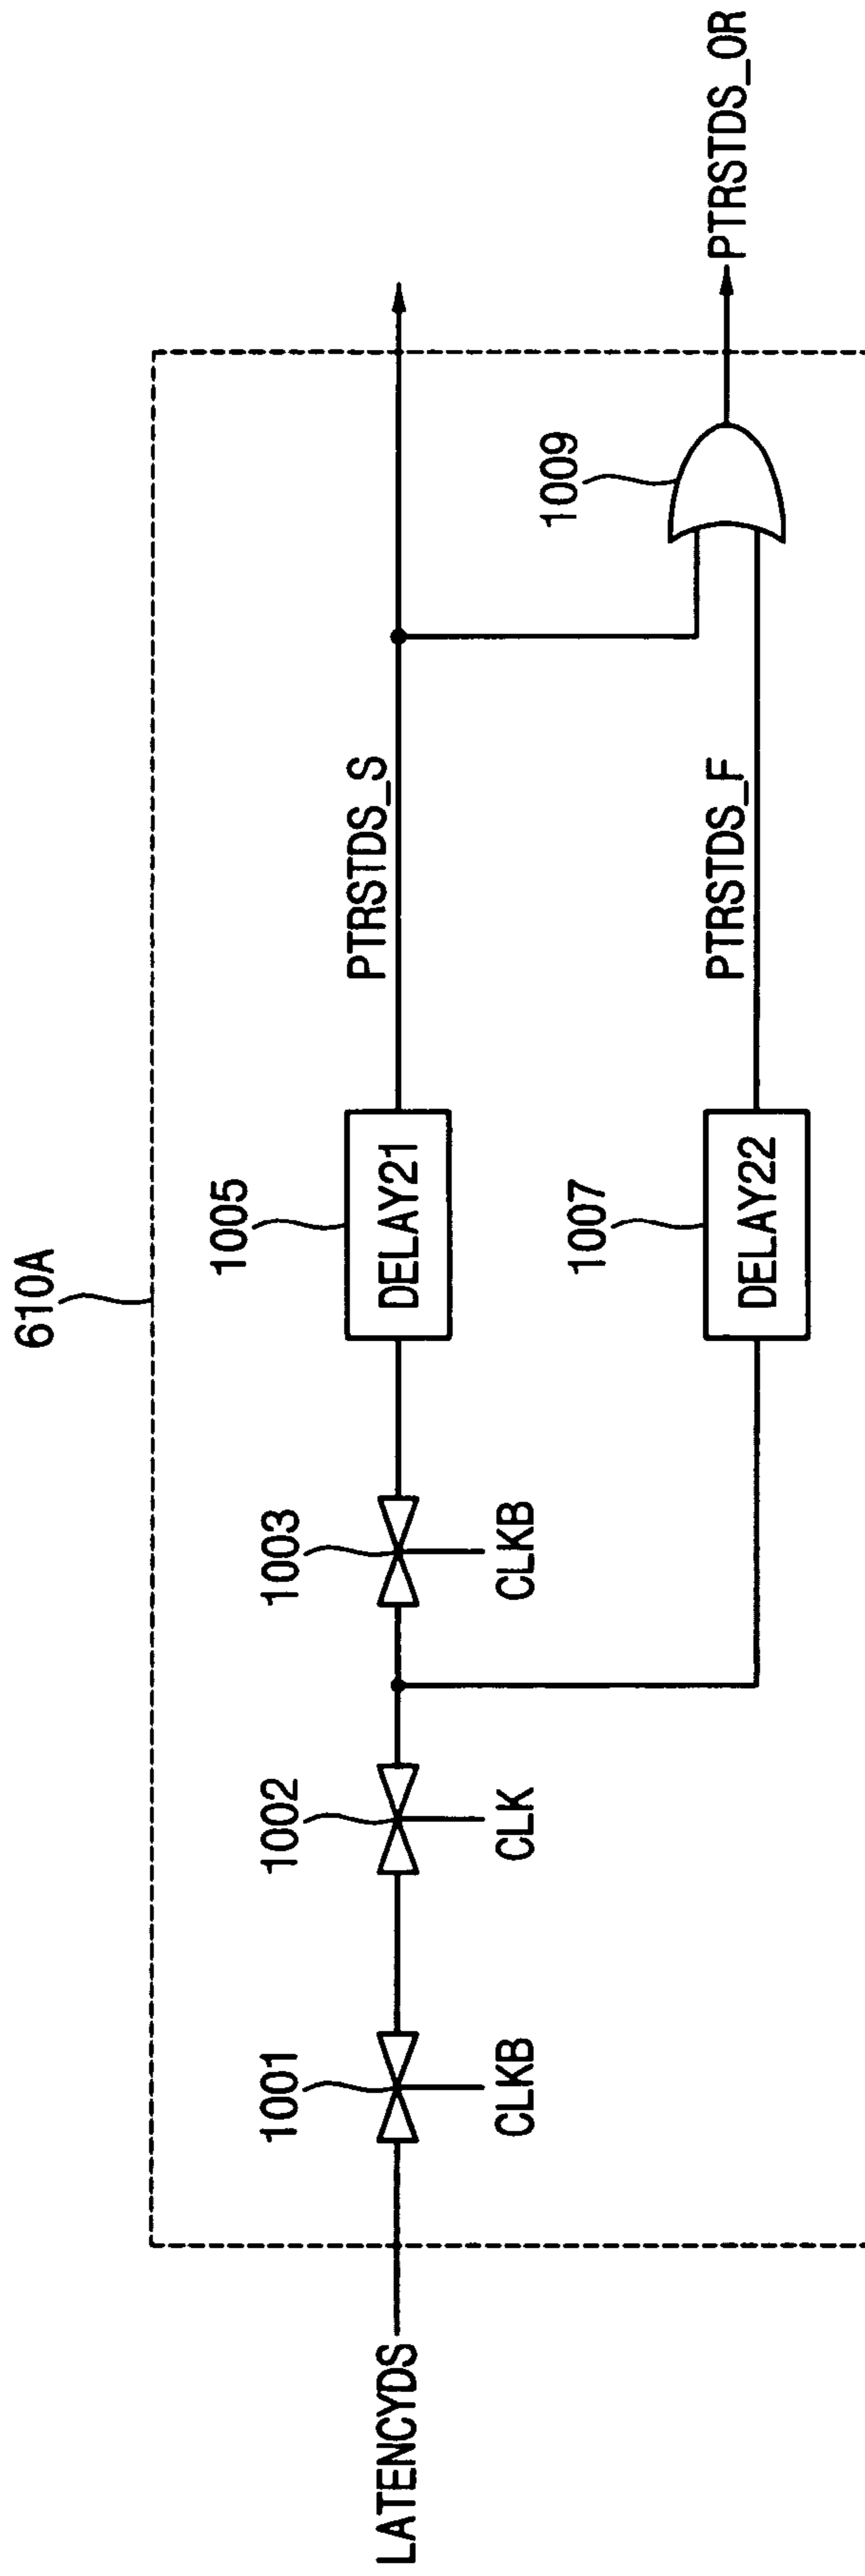 610A
LATENCYDS
1001
CLKB
1002
CLK
1003
CLKB
1005
DELAY21
PTRSTDS_S
1007
DELAY22
PTRSTDS_F
1009
PTRSTDS_OR